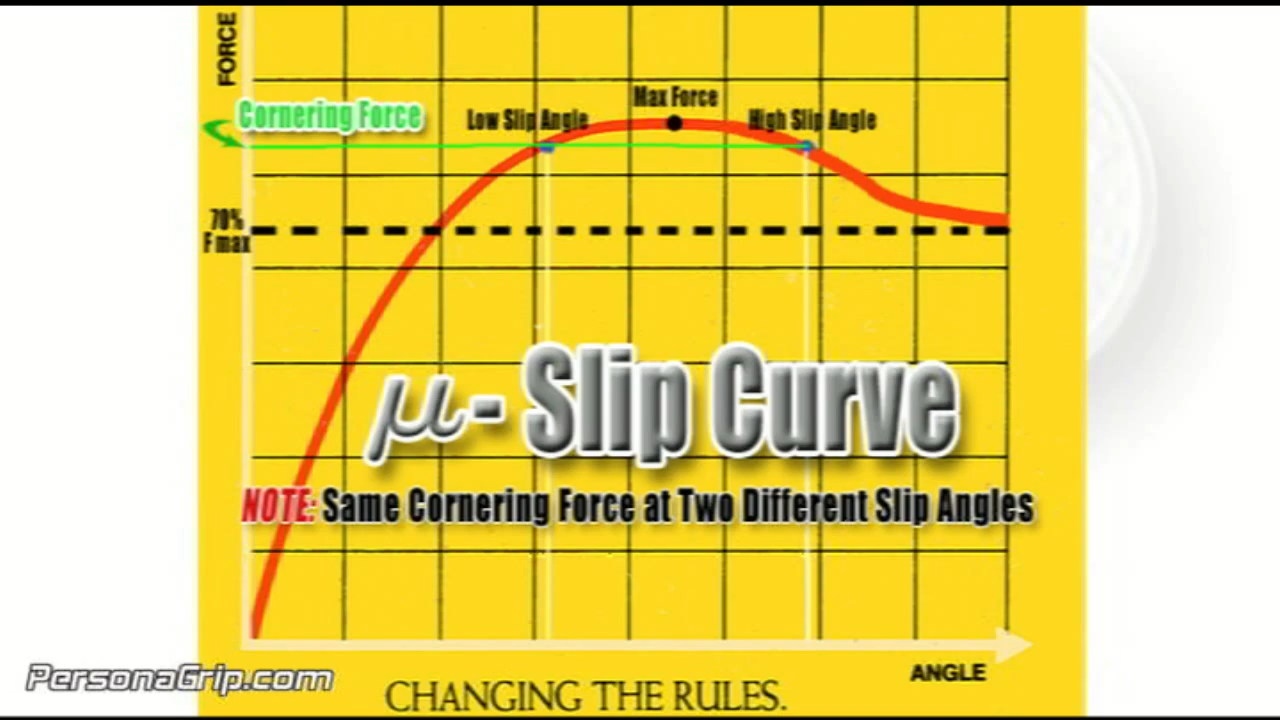 FORCE
Cornering Force
Max Force
Low Slip Angle
High Slip Angle
70%
F max
µ- Slip Curve
NOTE: Same Cornering Force at Two Different Slip Angles
ANGLE
PersonaGrip.com
CHANGING THE RULES.